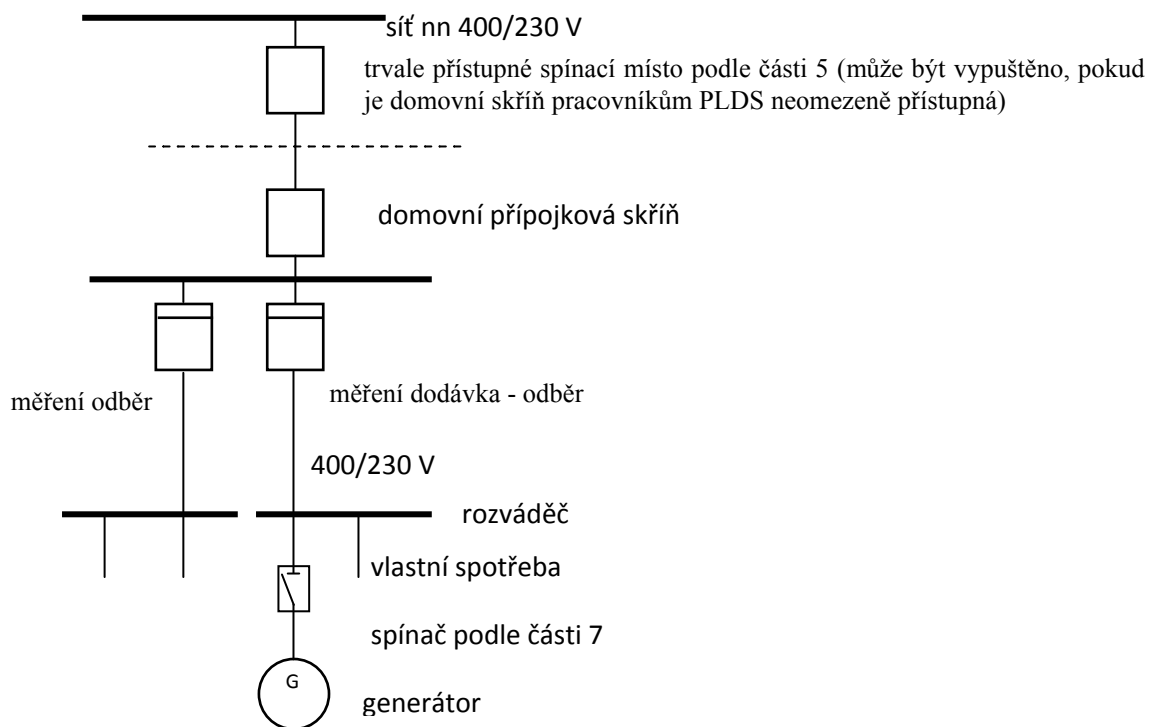 síť nn 400/230 V
trvale přístupné spínací místo podle části 5 (může být vypuštěno, pokud
je domovní skříň pracovníkům PLDS neomezeně přístupná)
domovní přípojková skříň
měření odběr
měření dodávka - odběr
400/230 V
rozváděč
vlastní spotřeba
spínač podle části 7
G
generátor